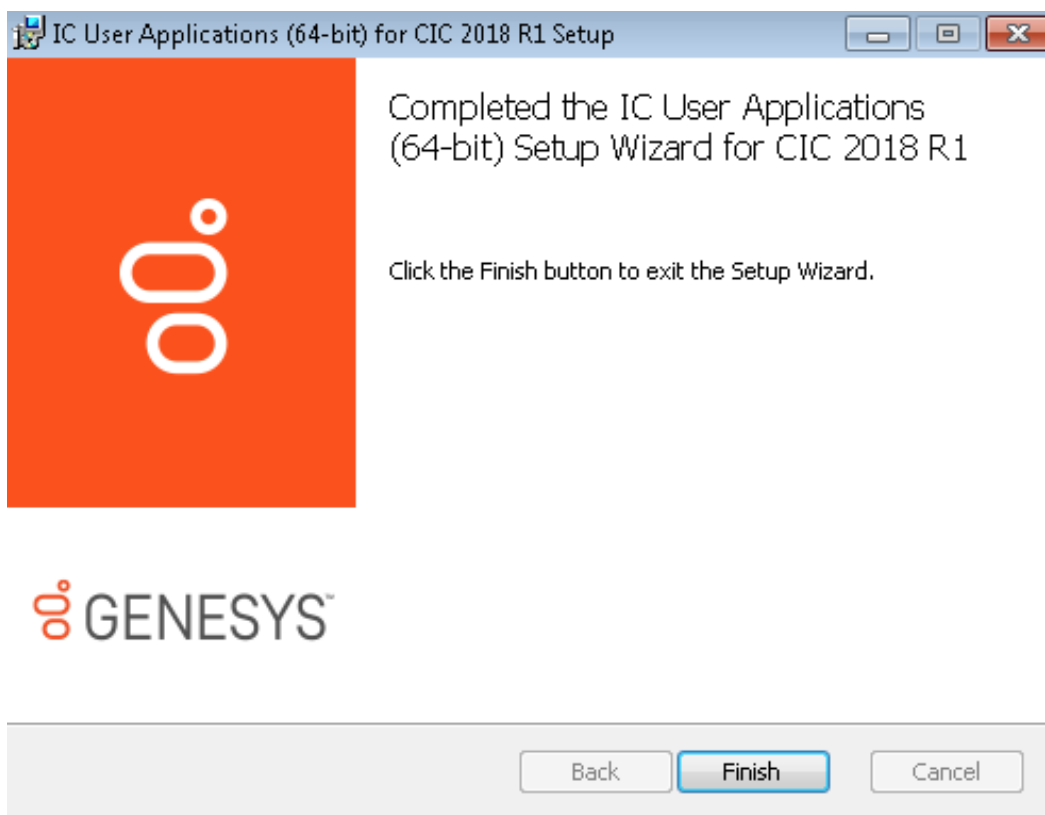 IC User Applications (64-bit) for CIC 2018 R1 Setup
Completed the IC User Applications
(64-bit) Setup Wizard for CIC 2018 R1
Click the Finish button to exit the Setup Wizard.
GENESYS™
Back
Finish
Cancel